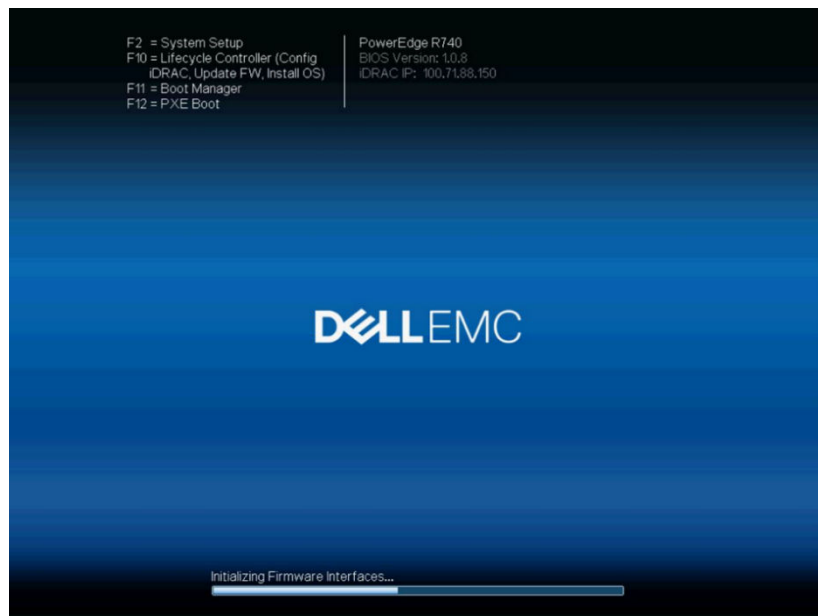 F2 = System Setup
F10 = Lifecycle Controller (Config
iDRAC, Update FW, Install OS)
F11 = Boot Manager
F12 = PXE Boot
PowerEdge R740
BIOS Version: 1.0.8
iDRAC IP: 100.71.88.150
DELLEMC
Initializing Firmware Interfaces...